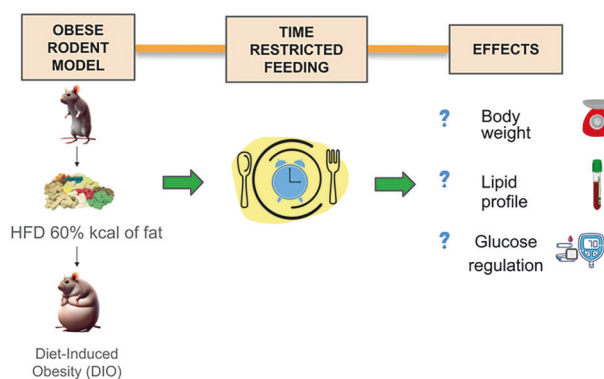 OBESE
RODENT
MODEL
TIME
RESTRICTED
FEEDING
EFFECTS
HFD 60% kcal of fat
Diet-Induced
Obesity (DIO)
? Body
weight
? Lipid
profile
? Glucose
regulation
70